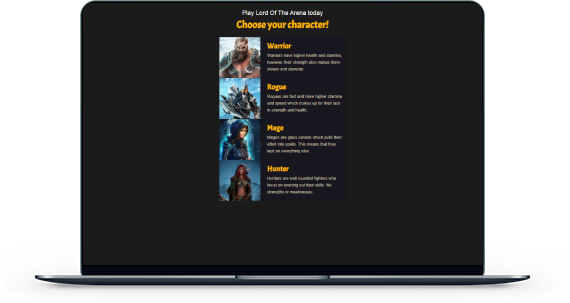 Play Lord Of The Arena today
Choose your character!
Warrior
Warriors have higher health and stamina,
however their strength also makes them
slower and clumsier.
Rogue
Rogues are fast and have higher stamina
and speed which makes up for their lack
in strength and health.
Mage
Mages are glass canons which puts their
effort into spells. This means that they
lack on everything else.
Hunter
Hunters are well rounded fighters who
focus on evening out their skills. No
strengths or weaknesses.